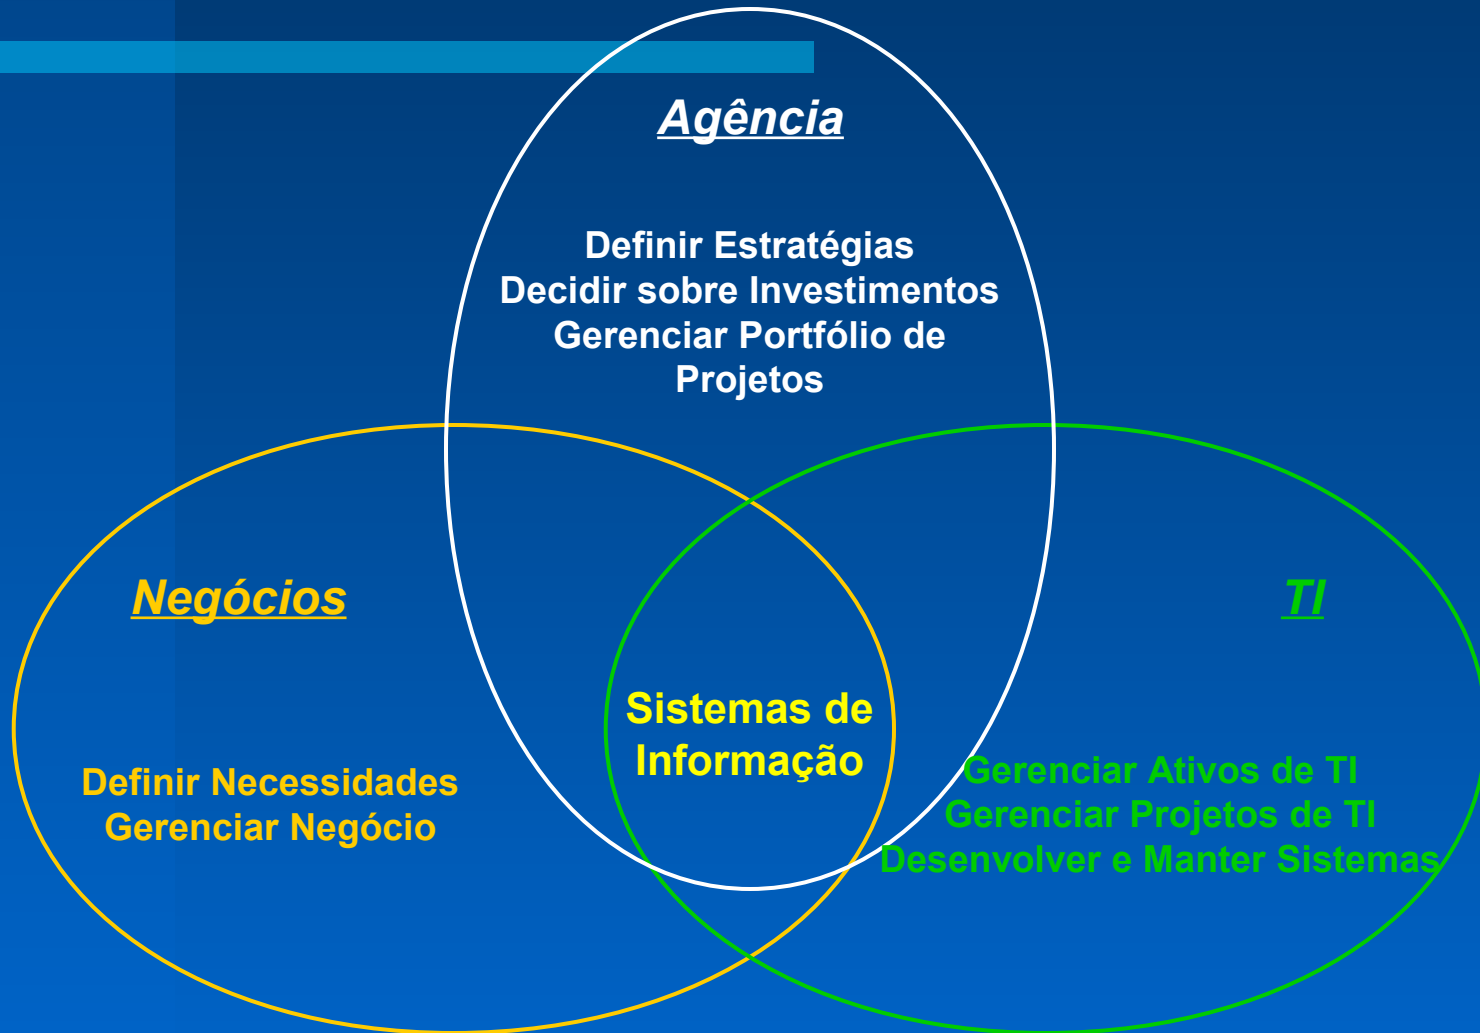 Agência
Definir Estratégias
Decidir sobre Investimentos
Gerenciar Portfólio de
Projetos
Negócios
Definir Necessidades
Gerenciar Negócio
Sistemas de
Informação
TI
Gerenciar Ativos de TI
Gerenciar Projetos de TI
Desenvolver e Manter Sistemas